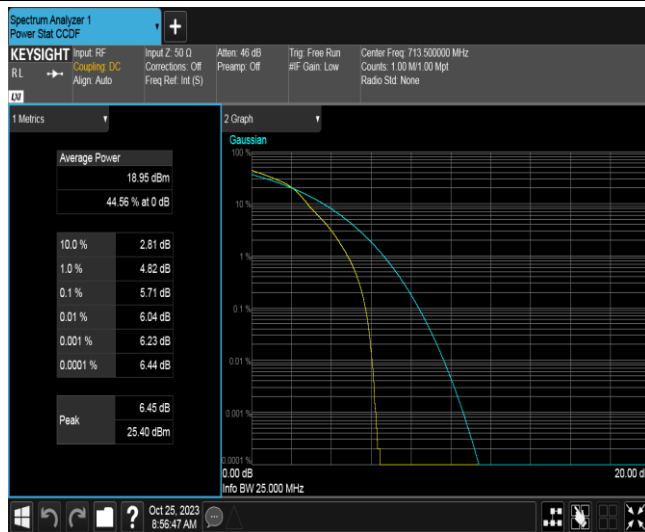 Spectrum Analyzer 1
Power Stat CCDF
+
KEYSIGHT
RL
LXI
Input: RF
Coupling: DC
Align: Auto
Input Z: 50 Ω
Corrections: Off
Freq Ref: Int (S)
Atten: 46 dB
Preamp: Off
Trig: Free Run
#IF Gain: Low
Center Freq: 713.500000 MHz
Counts: 1.00 M/1.00 Mpt
Radio Std: None
1 Metrics
Average Power
18.95 dBm
44.56 % at 0 dB
10.0 % 2.81 dB
1.0 % 4.82 dB
0.1 % 5.71 dB
0.01 % 6.04 dB
0.001 % 6.23 dB
0.0001 % 6.44 dB
Peak
6.45 dB
25.40 dBm
2 Graph
Gaussian
100 %
10 %
1 %
0.1 %
0.01 %
0.001 %
0.0001 %
0.00 dB
20.00 d
Info BW 25.000 MHz
?
Oct 25, 2023
8:56:47 AM